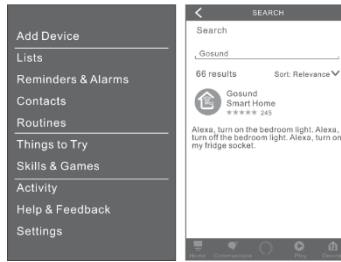 Add Device
Lists
Reminders & Alarms
Contacts
Routines
Things to Try
Skills & Games
Activity
Help & Feedback
Settings
SEARCH
Search
Gosund
66 results Sort: Relevance
Gosund
Smart Home
★★★★★ 245
Alexa, turn on the bedroom light. Alexa,
turn off the bedroom light. Alexa, turn on
my fridge socket.
Home Communicate Play Devices